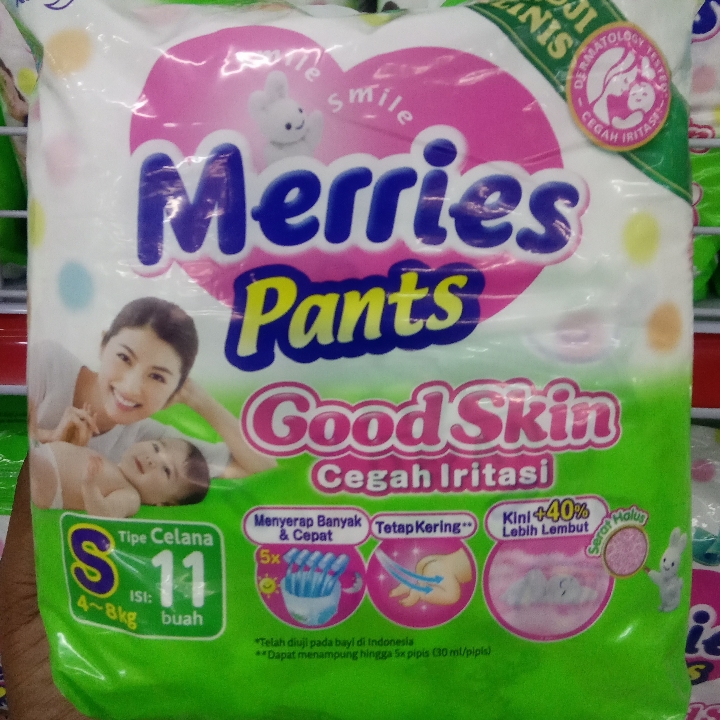 Smile Smile
UJI
KLINIS
DERMATOLOGY TESTED
CEGAH IRITASI
Merries
Pants
Good Skin
Cegah Iritasi
S
4~8kg
Tipe Celana
ISI: 11
buah
Menyerap Banyak
& Cepat
5x
Tetap Kering**
Kini +40%
Lebih Lembut
Serat Halus
*Telah diuji pada bayi di Indonesia
**Dapat menampung hingga 5x pipis (30 ml/pipis)